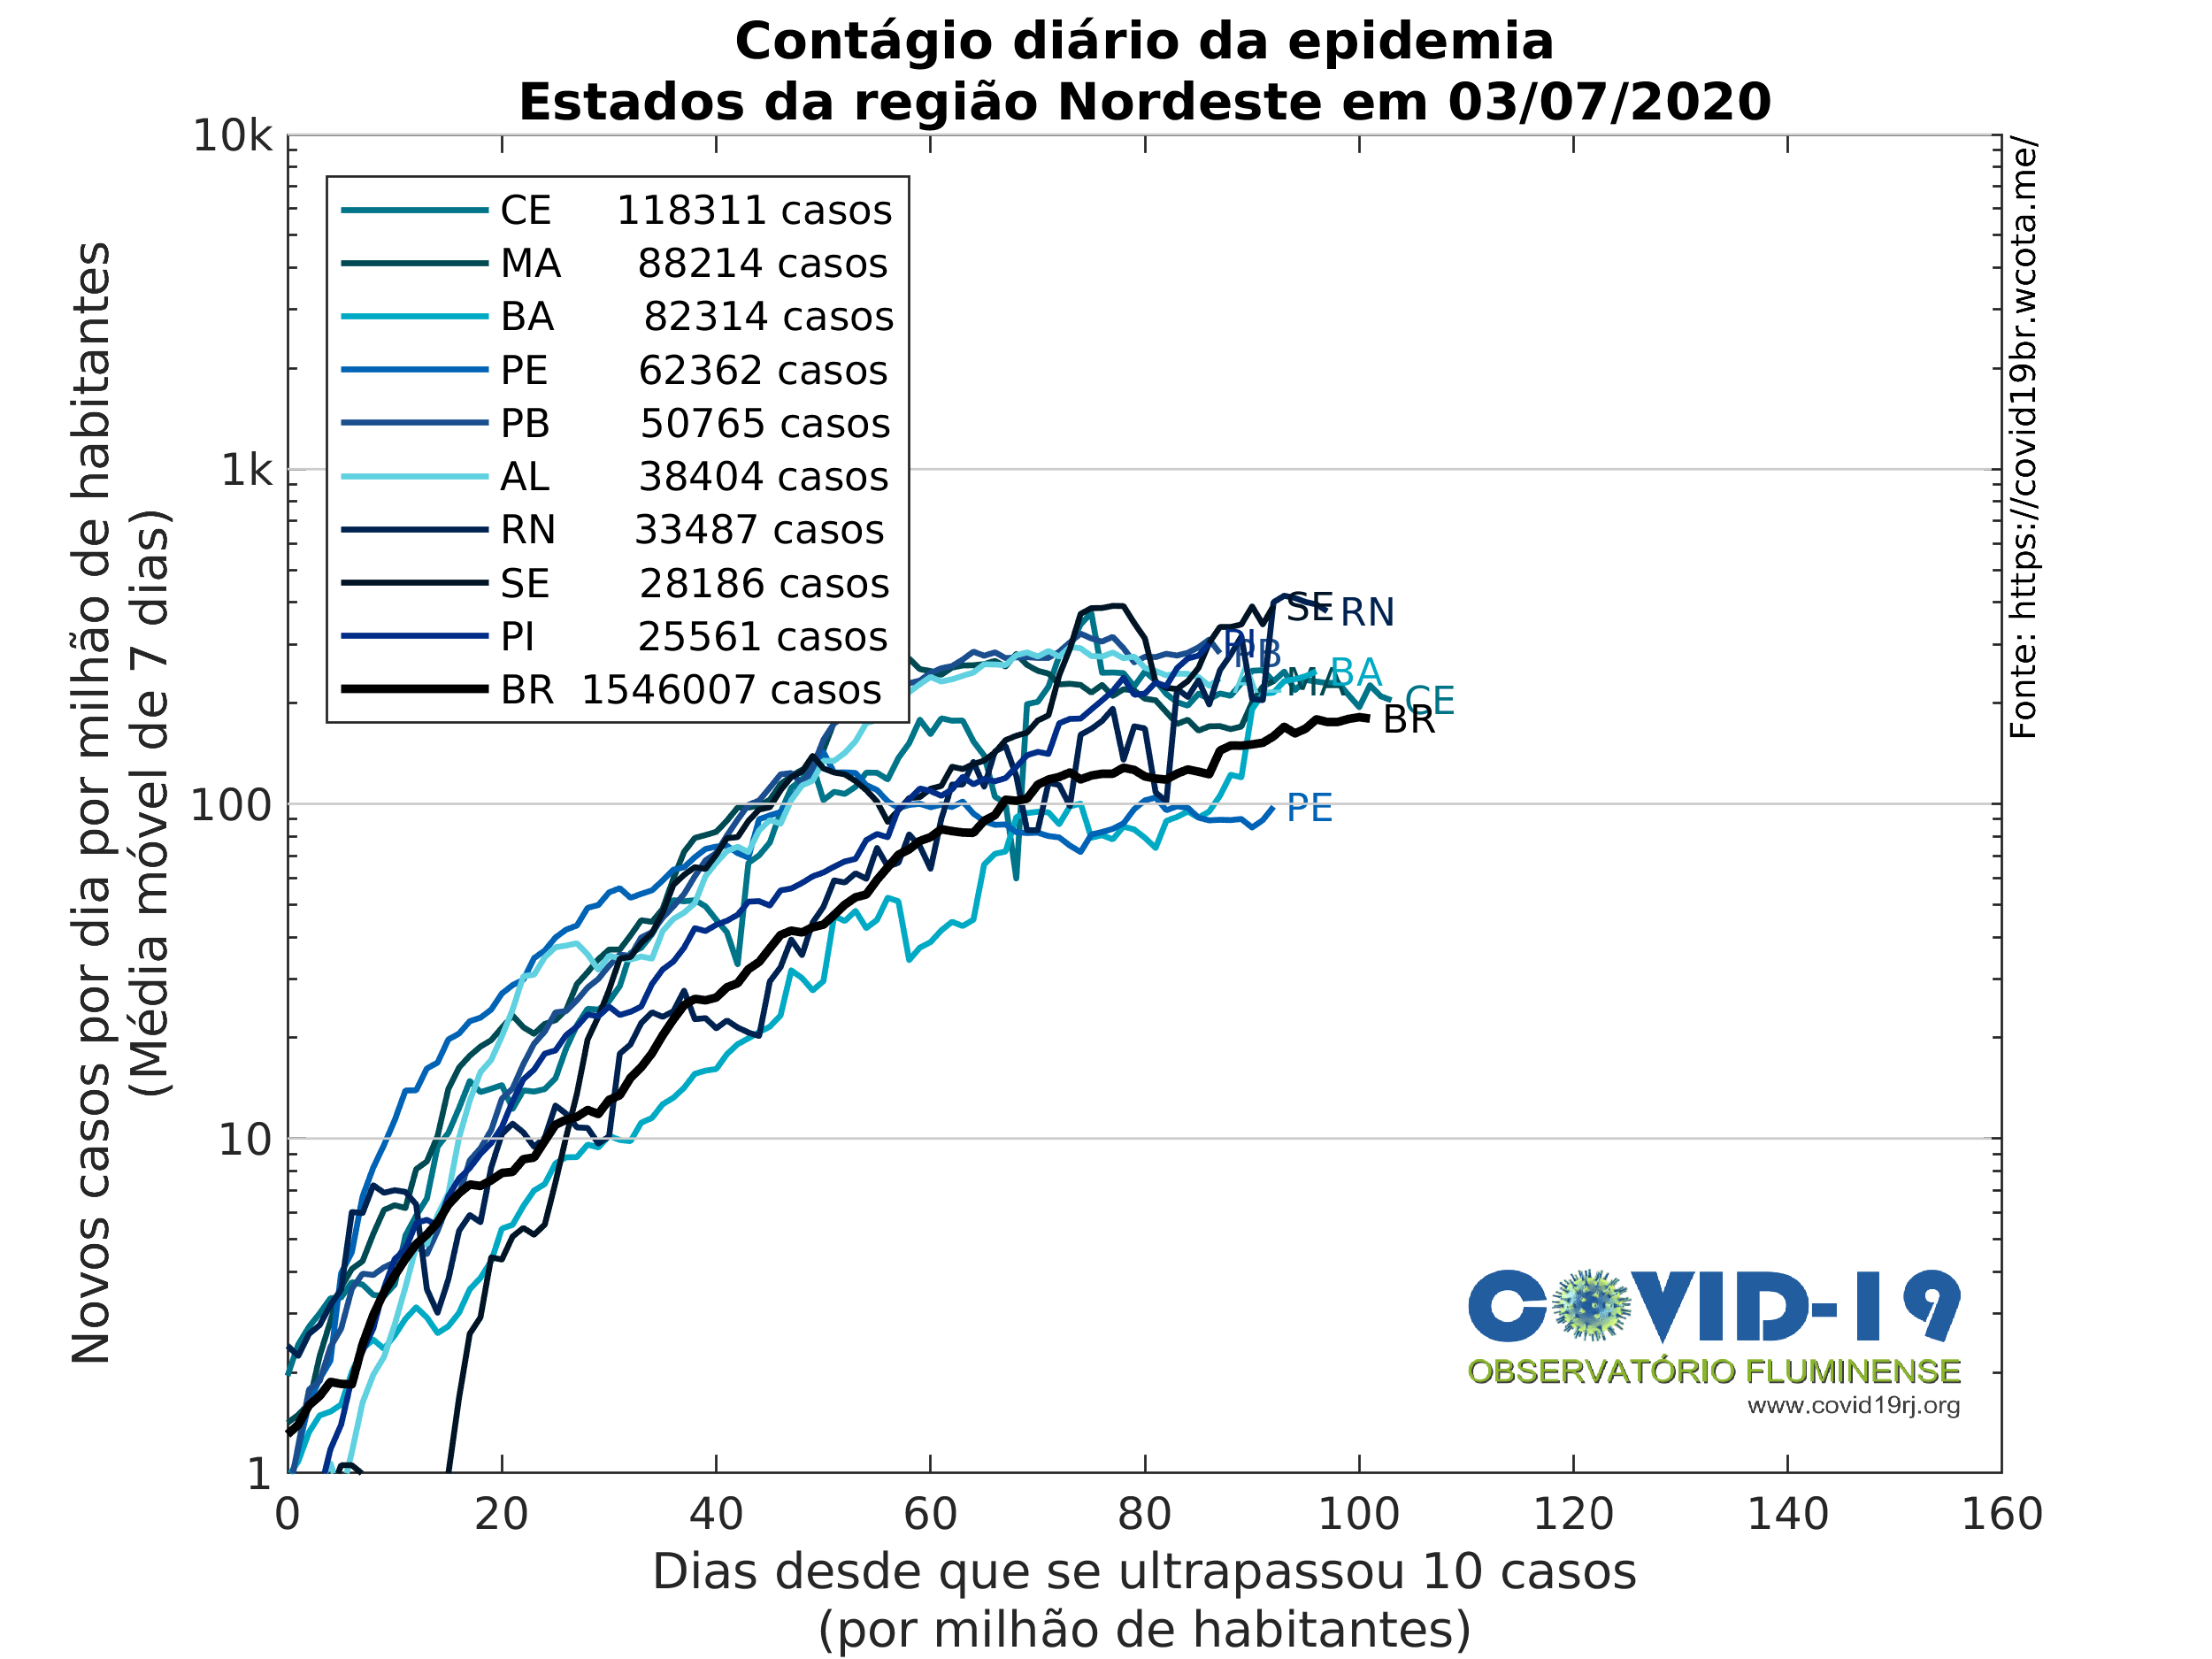 Contágio diário da epidemia
Estados da região Nordeste em 03/07/2020
10k
1k
100
10
1
Novos casos por dia por milhão de habitantes
(Média móvel de 7 dias)
CE 118311 casos
MA 88214 casos
BA 82314 casos
PE 62362 casos
PB 50765 casos
AL 38404 casos
RN 33487 casos
SE 28186 casos
PI 25561 casos
BR 1546007 casos
SE
RN
PI
PB
BA
MA
CE
BR
PE
Fonte: https://covid19br.wcota.me/
COVID-19
OBSERVATÓRIO FLUMINENSE
www.covid19rj.org
0 20 40 60 80 100 120 140 160
Dias desde que se ultrapassou 10 casos
(por milhão de habitantes)